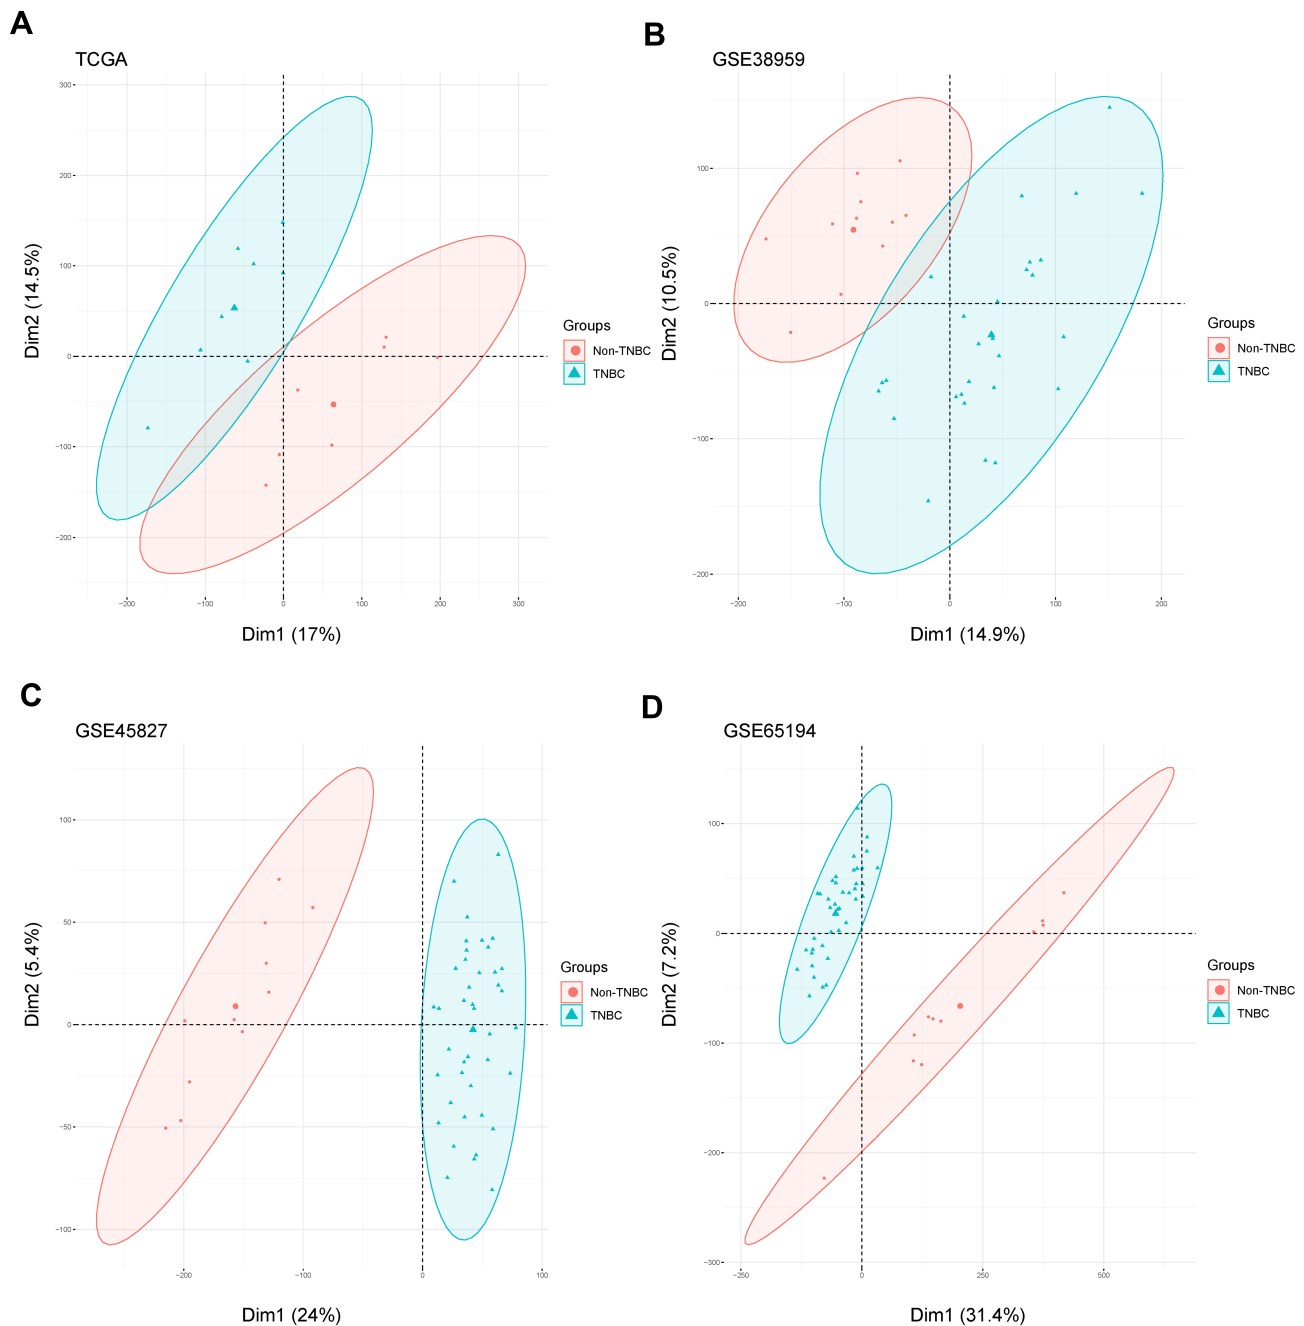 A
TCGA
300
200
100
0
−100
−200
−200
−100
0
100
200
300
Dim1 (17%)
Dim2 (14.5%)
Groups
Non-TNBC
TNBC
B
GSE38959
100
0
−100
−200
−200
−100
0
100
200
Dim1 (14.9%)
Dim2 (10.5%)
Groups
Non-TNBC
TNBC
C
GSE45827
100
50
0
−50
−100
−200
−100
0
100
Dim1 (24%)
Dim2 (5.4%)
Groups
Non-TNBC
TNBC
D
GSE65194
100
0
−100
−200
−300
−250
0
250
500
Dim1 (31.4%)
Dim2 (7.2%)
Groups
Non-TNBC
TNBC